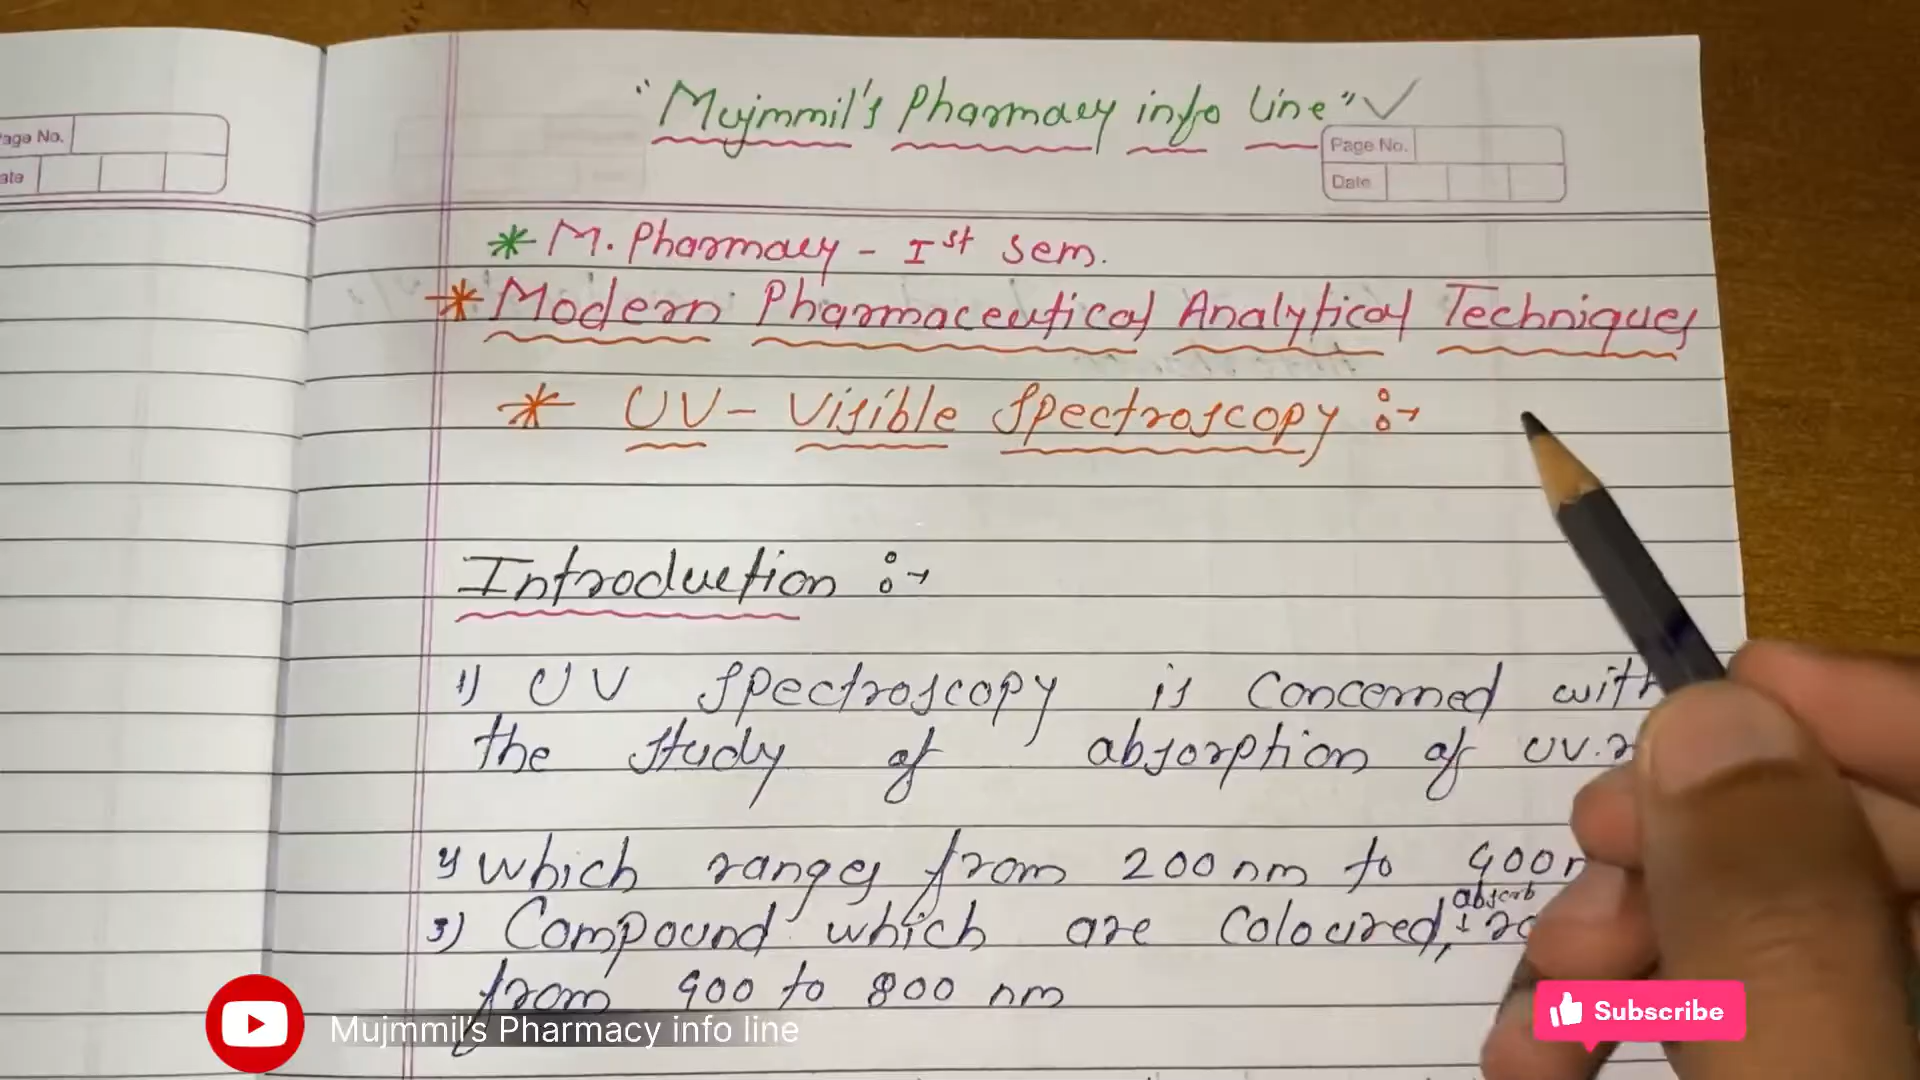 "Mujmmil's Pharmacy info line"
Page No.
Date
Page No.
* M. Pharmacy - Ist sem.
* Modern Pharmaceutical Analytical Techniques
* UV-Visible Spectroscopy :-
Introduction :-
1) UV Spectroscopy is concerned with
the study of absorption of UV.
2) which ranges from 200 nm to 400
absorb
3) Compound which are coloured,
from 400 to 800 nm
Mujmmil's Pharmacy info line
Subscribe